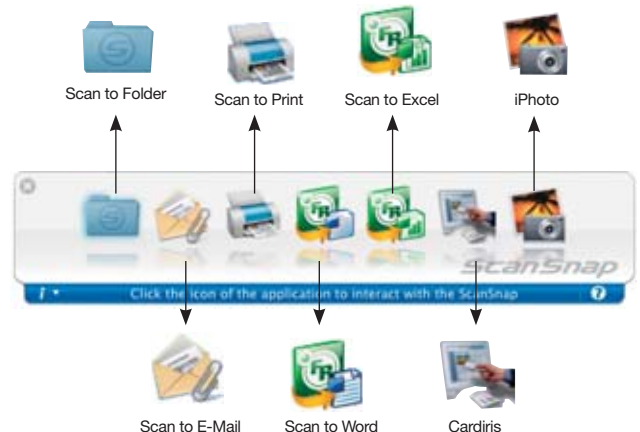 Scan to Folder
Scan to Print
Scan to Excel
iPhoto
ScanSnap
Click the icon of the application to interact with the ScanSnap
Scan to E-Mail
Scan to Word
Cardiris